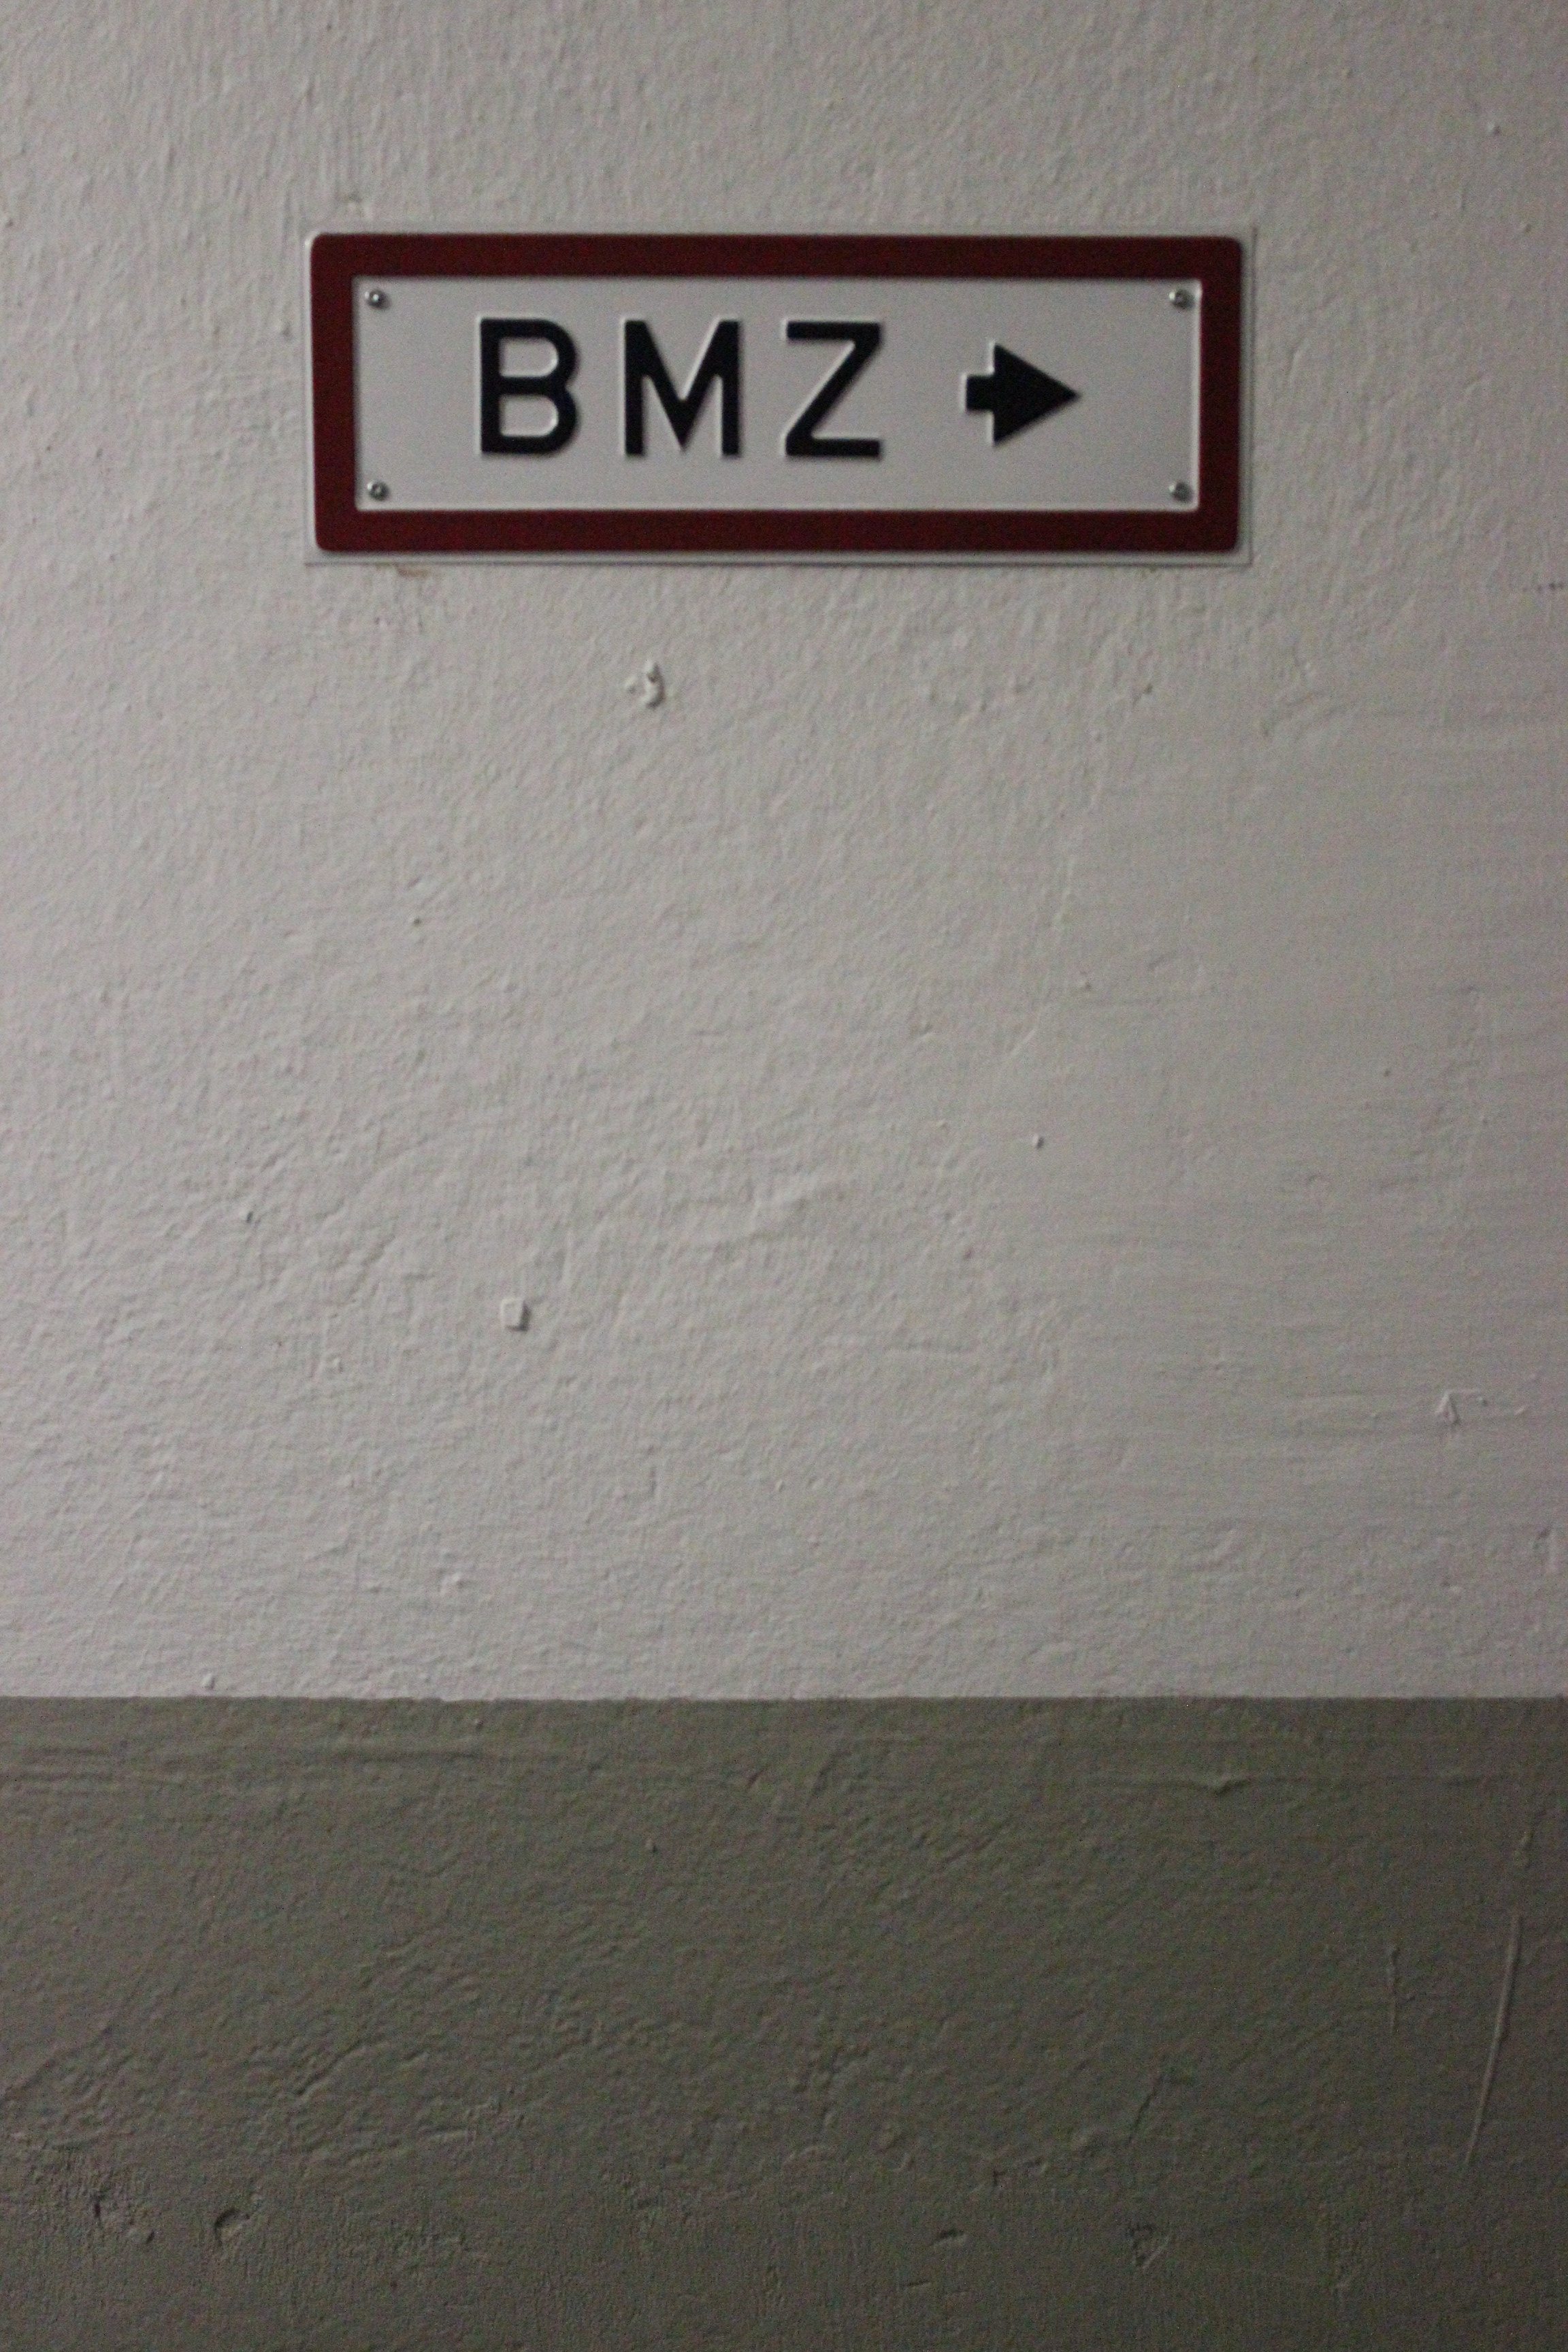 BMZ →